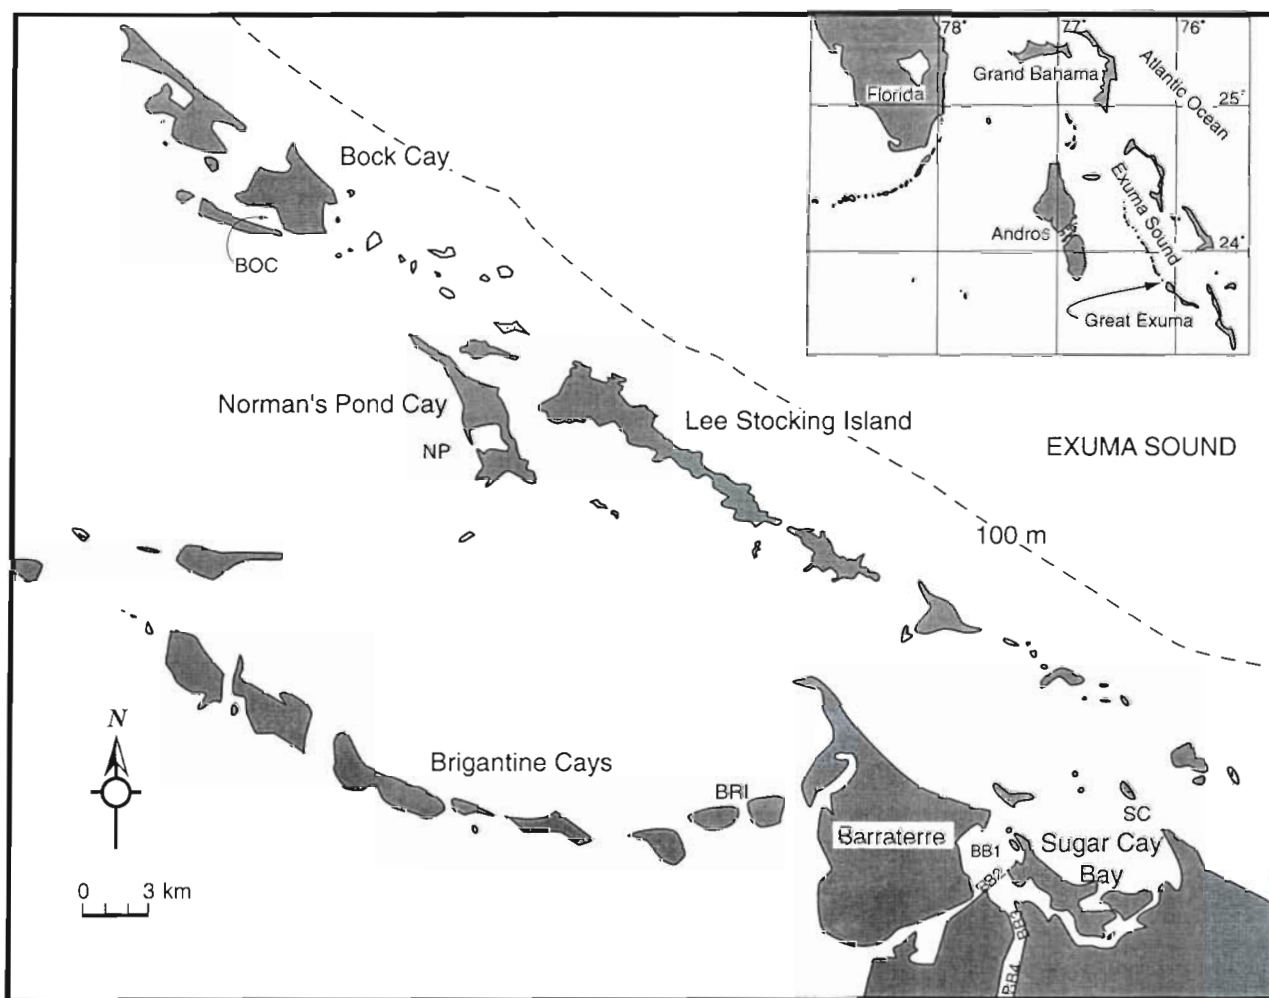 78°
77°
76°
Grand Bahama
Atlantic Ocean
Florida
25°
Bock Cay
Exuma Sound
Andros
24°
BOC
Great Exuma
Norman's Pond Cay
Lee Stocking Island
NP
EXUMA SOUND
100 m
N
Brigantine Cays
BRI
SC
Barraterre
BB1
Sugar Cay
Bay
BB2
0 3 km
BB3
BB4